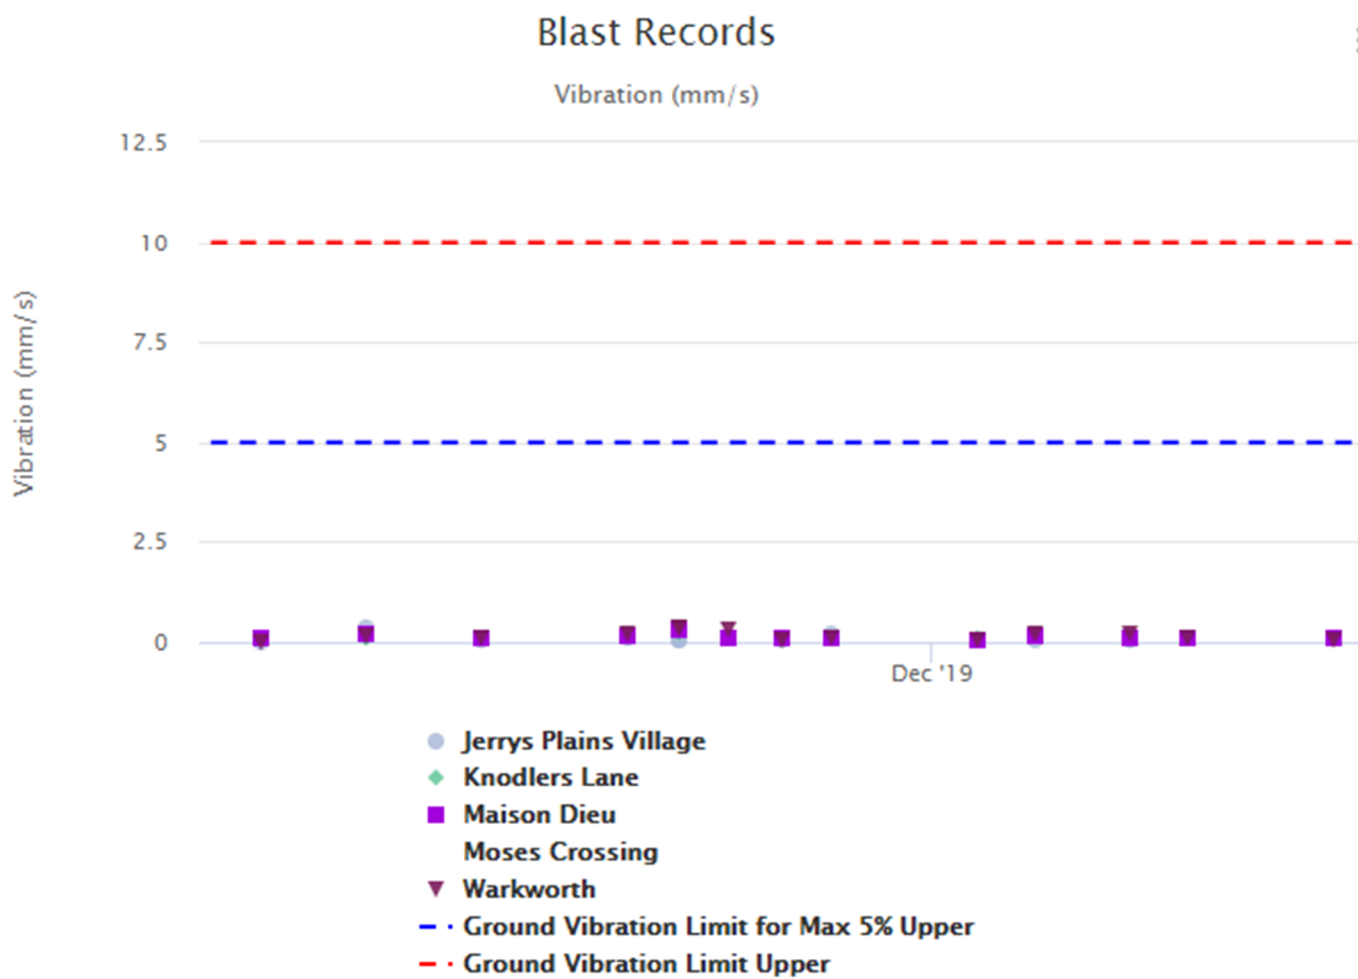 Blast Records
Vibration (mm/s)
12.5
10
7.5
5
2.5
0
Vibration (mm/s)
Dec '19
Jerrys Plains Village
Knodlers Lane
Maison Dieu
Moses Crossing
Warkworth
Ground Vibration Limit for Max 5% Upper
Ground Vibration Limit Upper